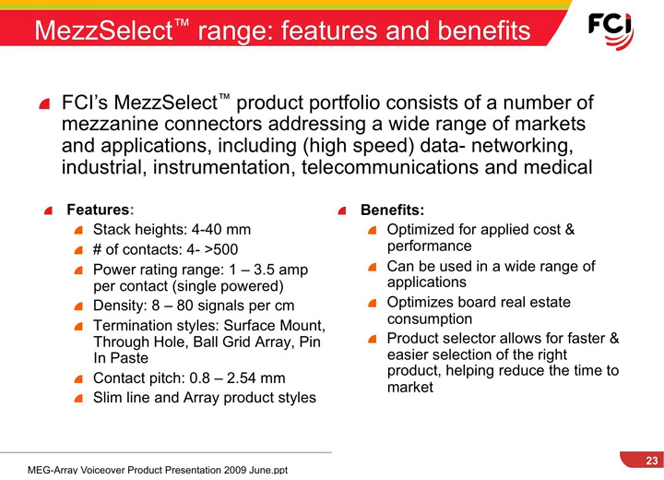 MezzSelect™ range: features and benefits
FCi
FCI's MezzSelect™ product portfolio consists of a number of
mezzanine connectors addressing a wide range of markets
and applications, including (high speed) data- networking,
industrial, instrumentation, telecommunications and medical
Features:
Stack heights: 4-40 mm
# of contacts: 4- >500
Power rating range: 1 – 3.5 amp
per contact (single powered)
Density: 8 – 80 signals per cm
Termination styles: Surface Mount,
Through Hole, Ball Grid Array, Pin
In Paste
Contact pitch: 0.8 – 2.54 mm
Slim line and Array product styles
Benefits:
Optimized for applied cost &
performance
Can be used in a wide range of
applications
Optimizes board real estate
consumption
Product selector allows for faster &
easier selection of the right
product, helping reduce the time to
market
23
MEG-Array Voiceover Product Presentation 2009 June.ppt